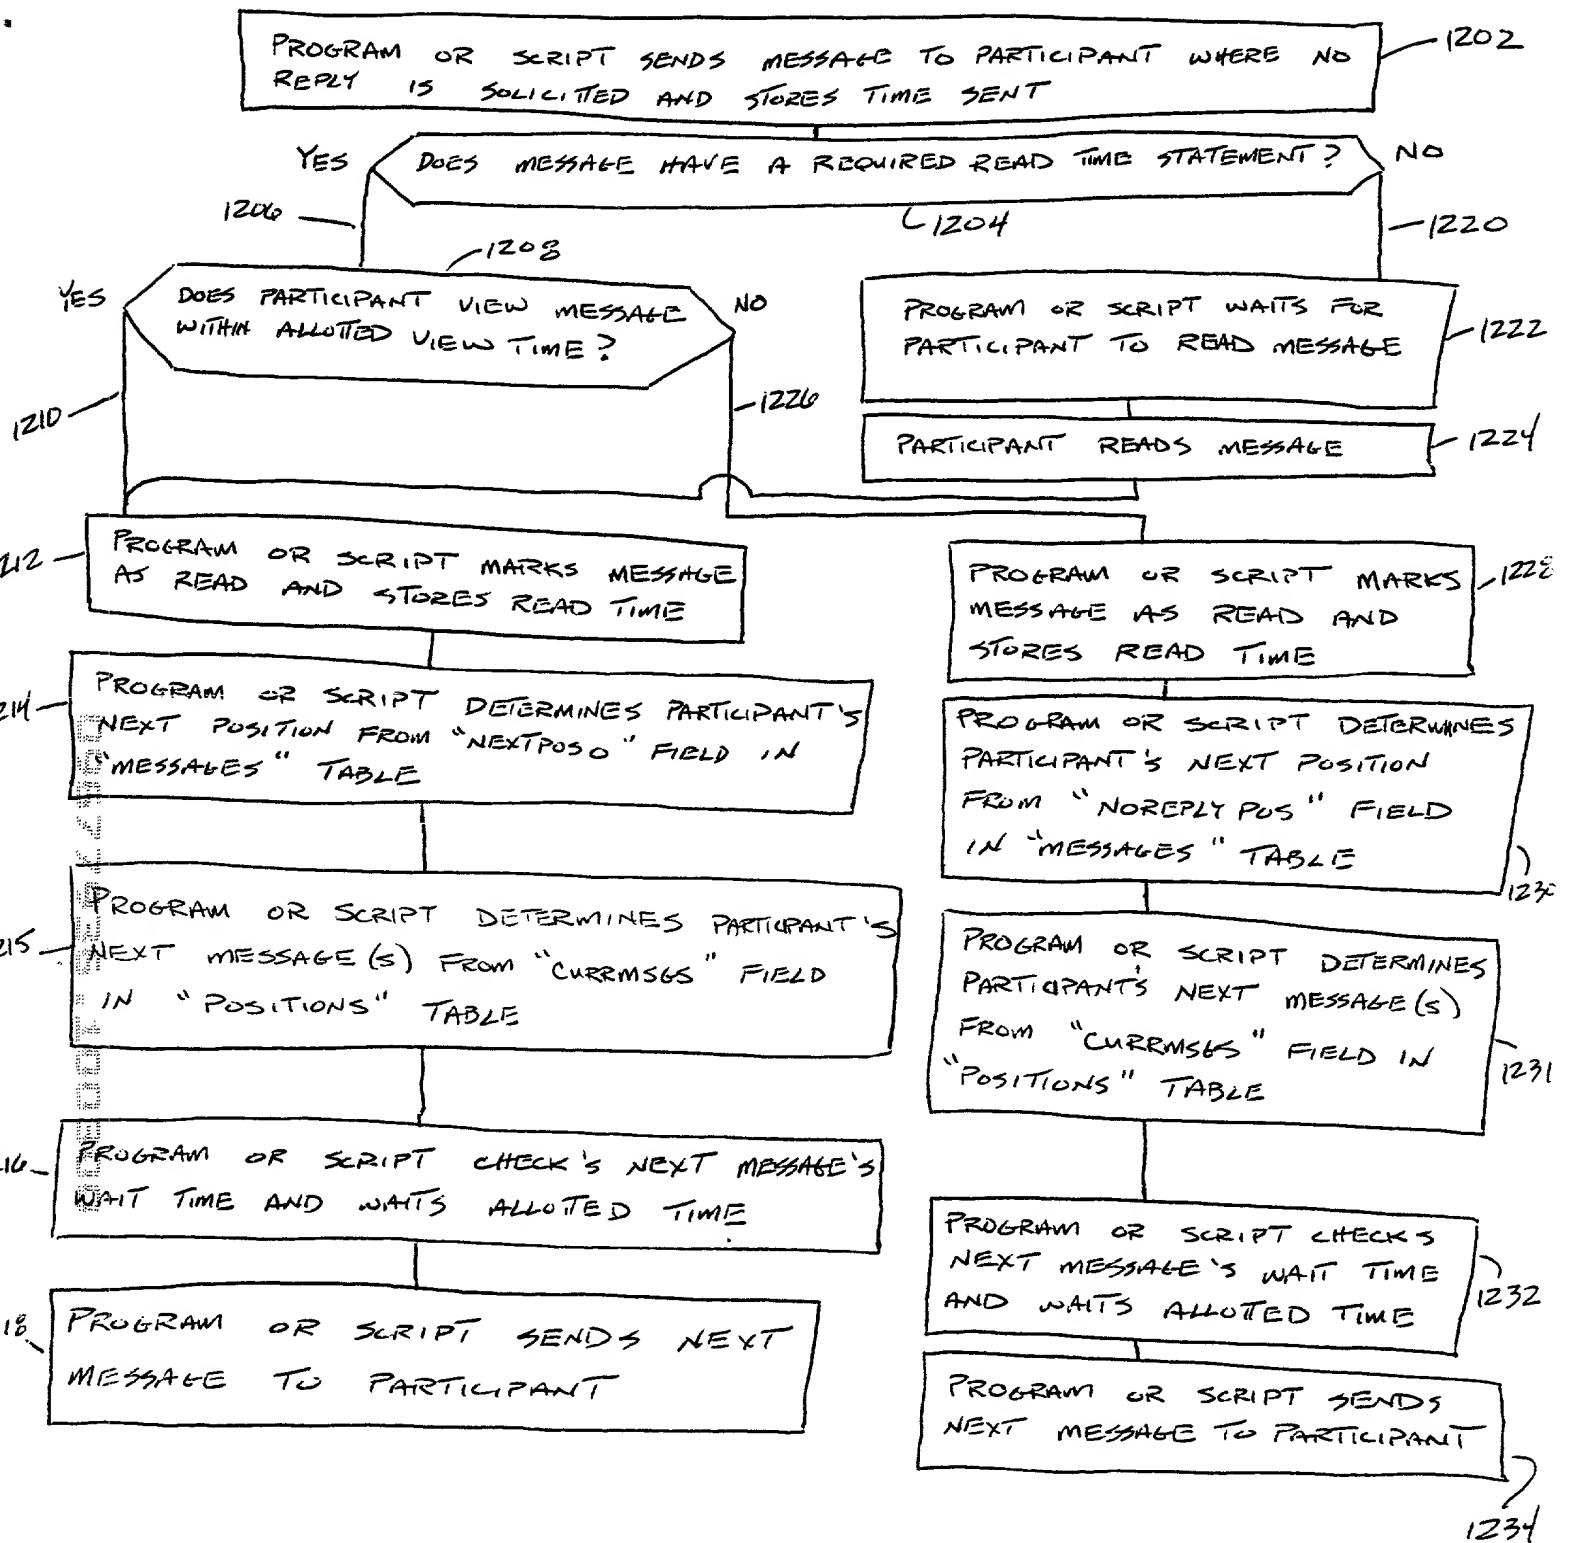 PROGRAM OR SCRIPT SENDS MESSAGE TO PARTICIPANT WHERE NO
REPLY IS SOLICITTED AND STORES TIME SENT
1202
YES
DOES MESSAGE HAVE A REQUIRED READ TIME STATEMENT?
NO
1204
1206
1220
1208
YES
DOES PARTICIPANT VIEW MESSAGE
WITHIN ALLOTTED VIEW TIME?
NO
1210
1226
PROGRAM OR SCRIPT WAITS FOR
PARTICIPANT TO READ MESSAGE
1222
PARTICIPANT READS MESSAGE
1224
212
PROGRAM OR SCRIPT MARKS MESSAGE
AS READ AND STORES READ TIME
PROGRAM OR SCRIPT MARKS
MESSAGE AS READ AND
STORES READ TIME
1228
214
PROGRAM OR SCRIPT DETERMINES PARTICIPANT'S
NEXT POSITION FROM "NEXTPOSO" FIELD IN
"MESSAGES" TABLE
PROGRAM OR SCRIPT DETERMINES
PARTICIPANT'S NEXT POSITION
FROM "NOREPLY POS" FIELD
IN "MESSAGES" TABLE
1230
215
PROGRAM OR SCRIPT DETERMINES PARTICIPANT'S
NEXT MESSAGE(S) FROM "CURRMSGS" FIELD
IN "POSITIONS" TABLE
PROGRAM OR SCRIPT DETERMINES
PARTICIPANT'S NEXT MESSAGE(S)
FROM "CURRMSGS" FIELD IN
"POSITIONS" TABLE
1231
16
PROGRAM OR SCRIPT CHECK'S NEXT MESSAGE'S
WAIT TIME AND WAITS ALLOTTED TIME
PROGRAM OR SCRIPT CHECKS
NEXT MESSAGE'S WAIT TIME
AND WAITS ALLOTTED TIME
1232
18
PROGRAM OR SCRIPT SENDS NEXT
MESSAGE TO PARTICIPANT
PROGRAM OR SCRIPT SENDS
NEXT MESSAGE TO PARTICIPANT
1234